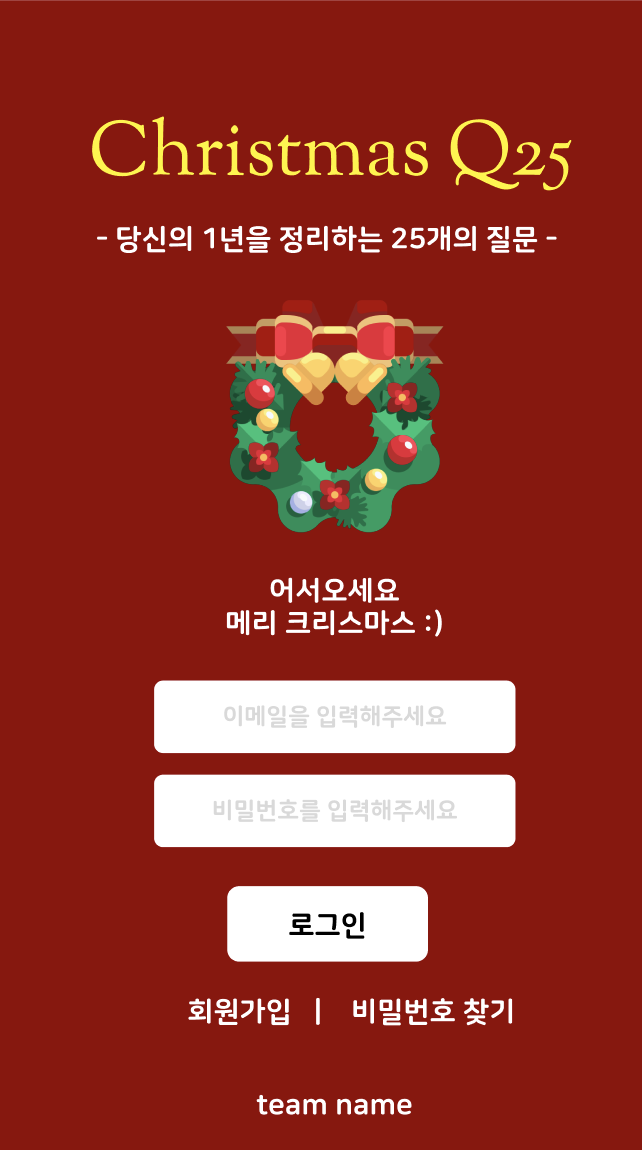 Christmas Q25
- 당신의 1년을 정리하는 25개의 질문 -
어서오세요
메리 크리스마스 :)
이메일을 입력해주세요
비밀번호를 입력해주세요
로그인
회원가입 | 비밀번호 찾기
team name